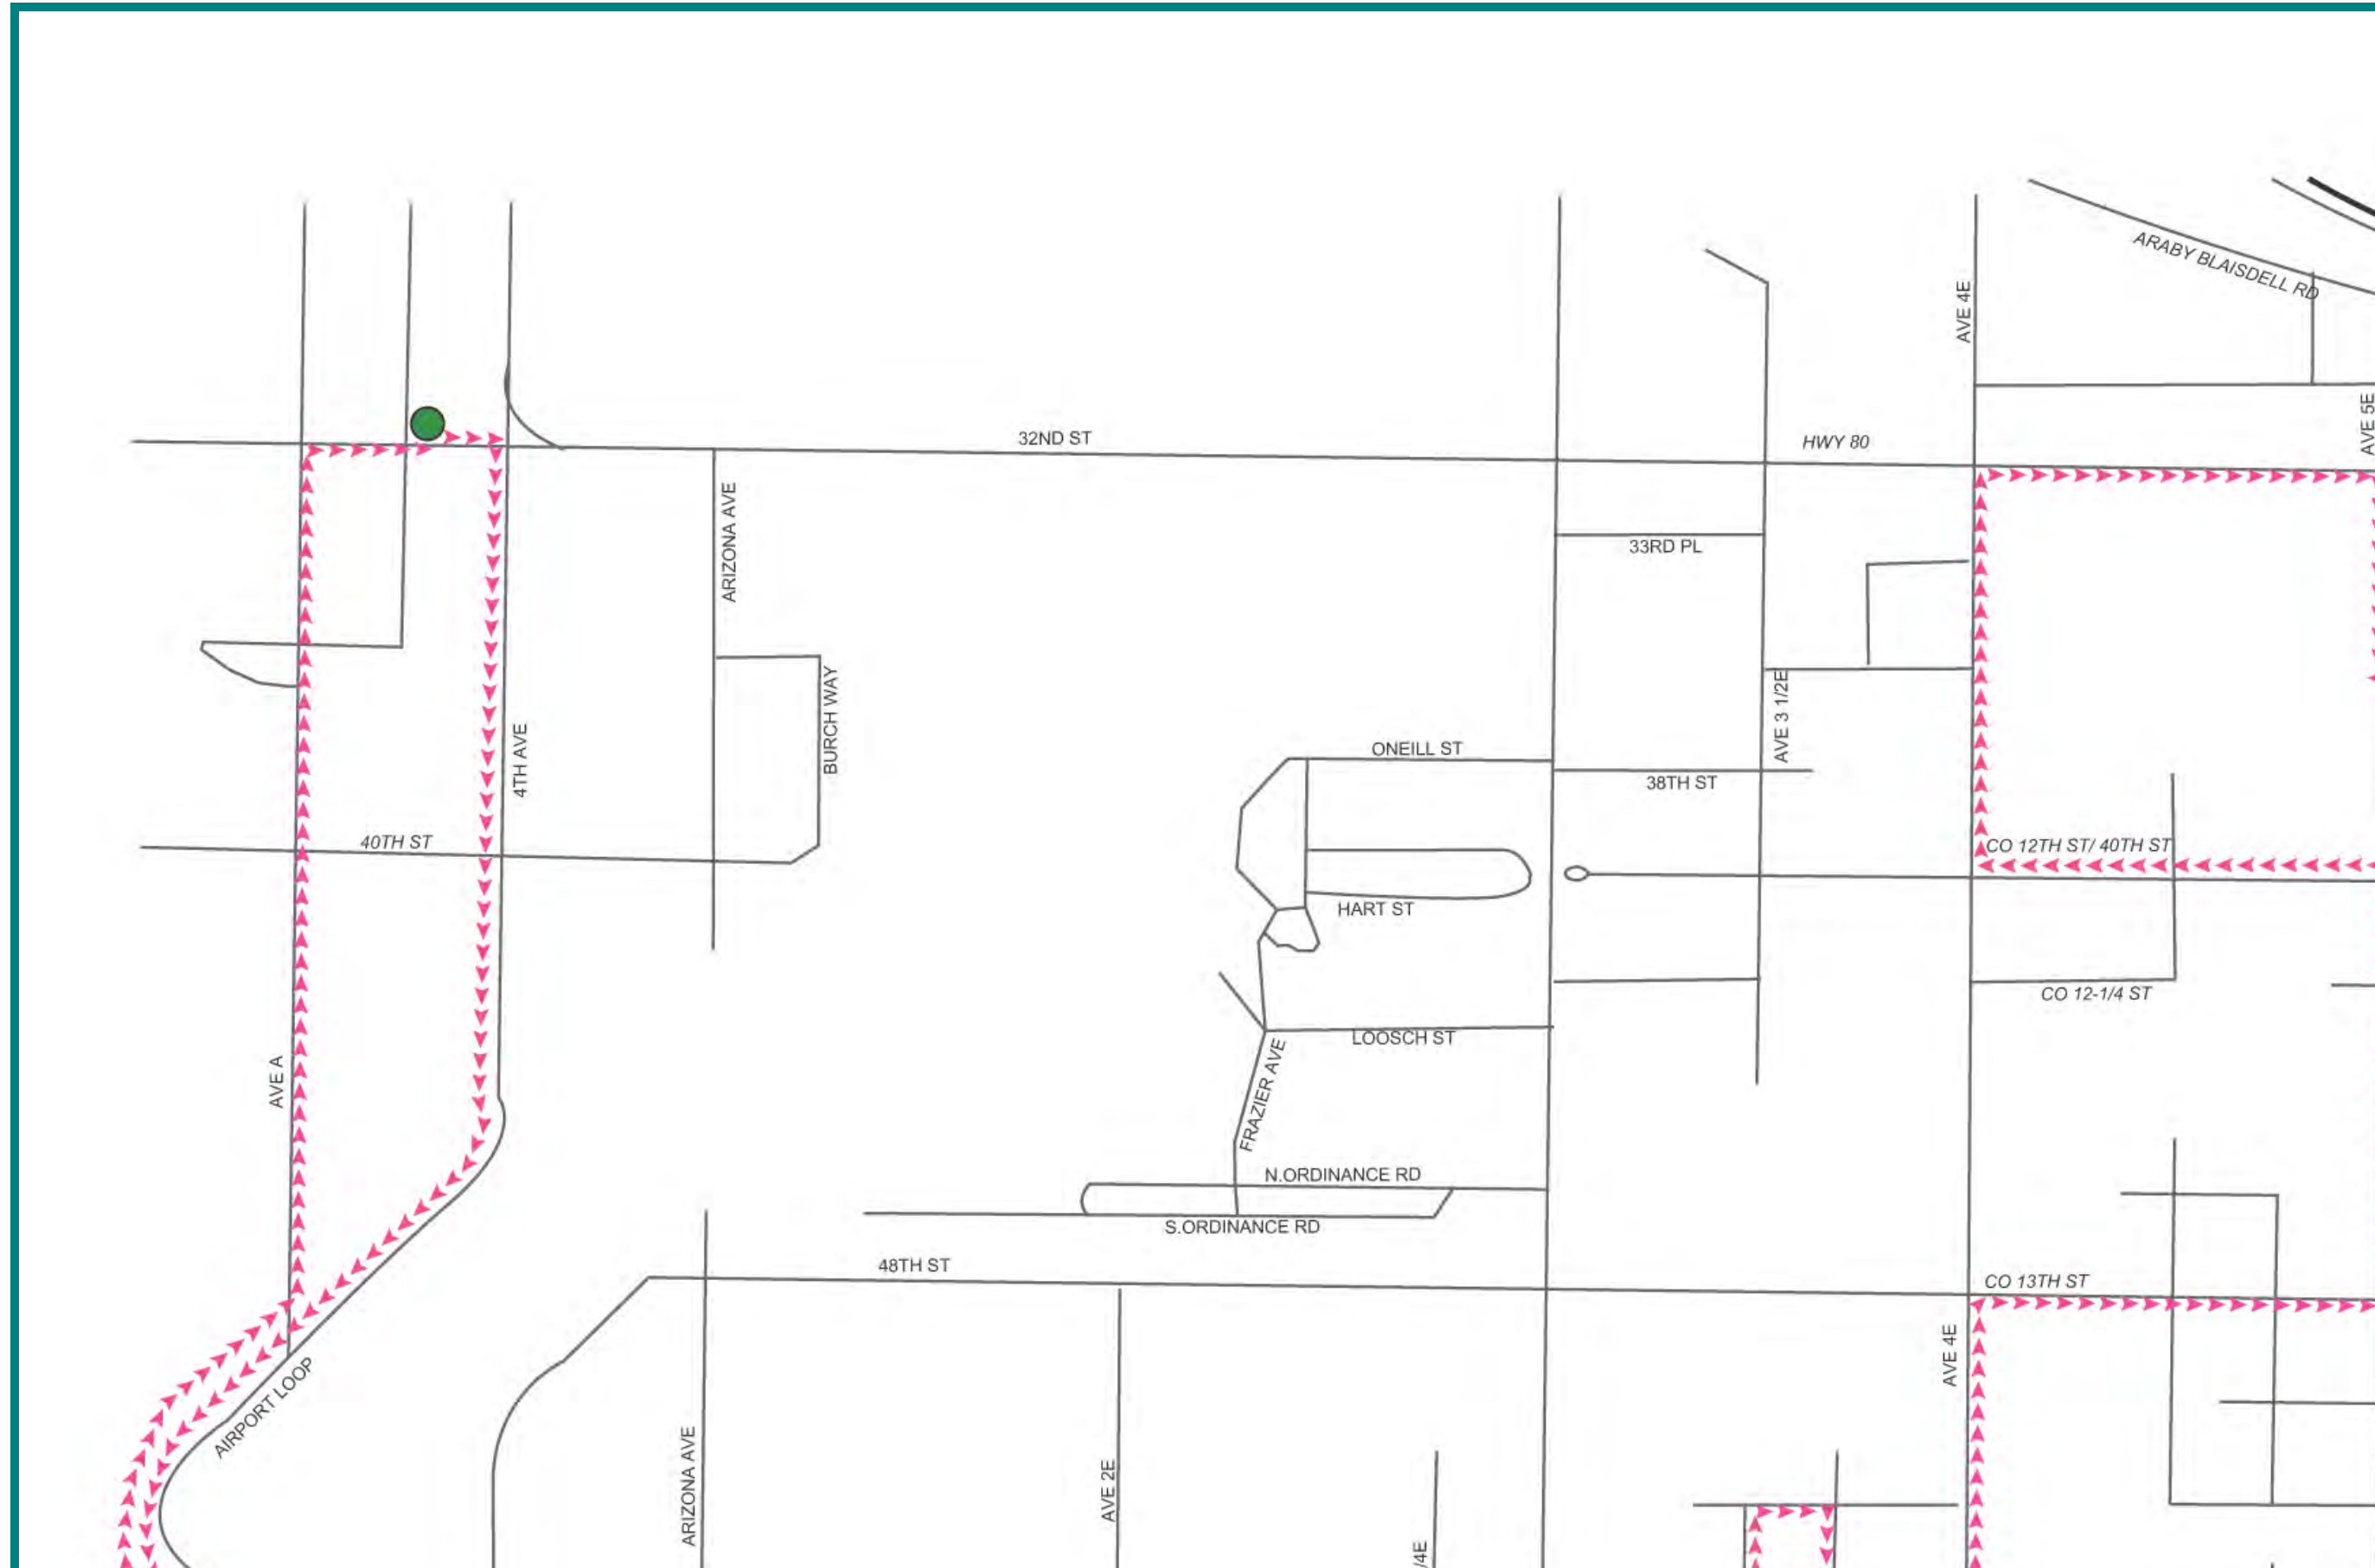 ARABY BLAISDELL RD
AVE 4E
AVE 5E
32ND ST
HWY 80
ARIZONA AVE
33RD PL
BURCH WAY
AVE 3 1/2E
4TH AVE
ONEILL ST
38TH ST
40TH ST
CO 12TH ST/ 40TH ST
HART ST
CO 12-1/4 ST
LOOSCH ST
AVE A
FRAZIER AVE
N.ORDINANCE RD
S.ORDINANCE RD
48TH ST
CO 13TH ST
AVE 4E
AIRPORT LOOP
ARIZONA AVE
AVE 2E
/4E